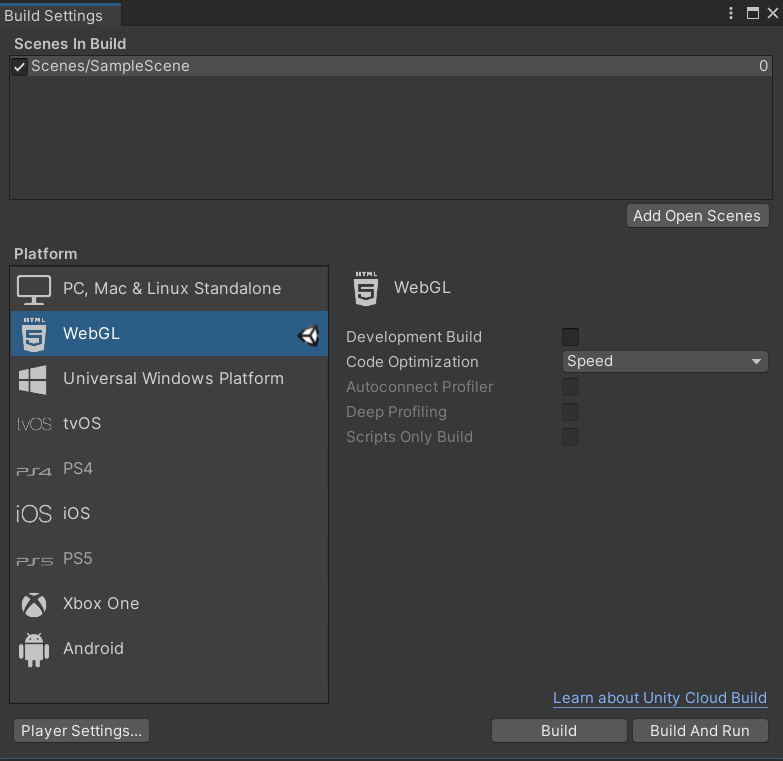 Build Settings
Scenes In Build
Scenes/SampleScene 0
Add Open Scenes
Platform
PC, Mac & Linux Standalone
HTML
5
WebGL
Universal Windows Platform
tvOS tvOS
PS4 PS4
iOS iOS
PS5 PS5
Xbox One
Android
HTML
5
WebGL
Development Build
Code Optimization Speed
Autoconnect Profiler
Deep Profiling
Scripts Only Build
Learn about Unity Cloud Build
Player Settings... Build Build And Run